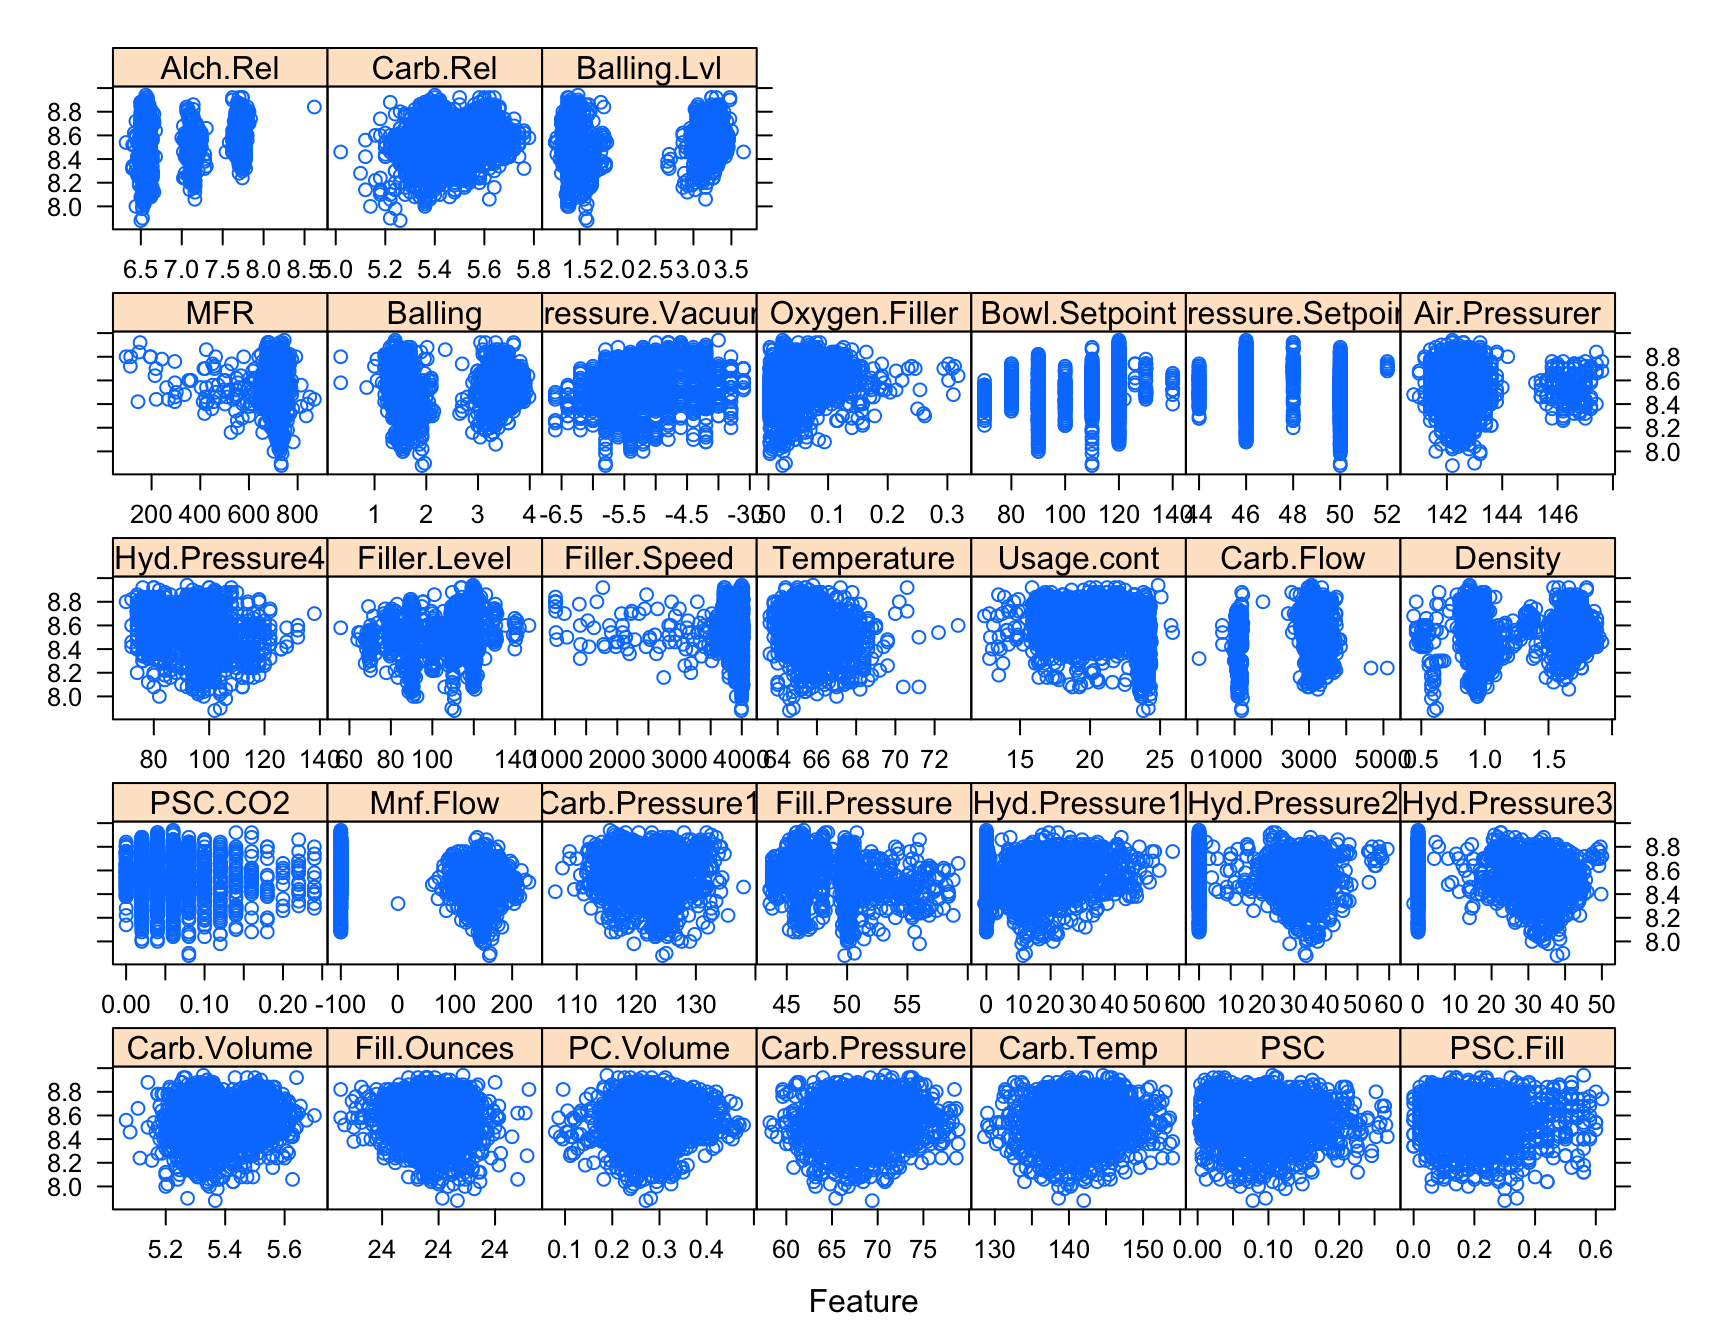 Alch.Rel Carb.Rel Balling.Lvl
8.8
8.6
8.4
8.2
8.0
6.5 7.0 7.5 8.0 8.5 5.0 5.2 5.4 5.6 5.8 1.5 2.0 2.5 3.0 3.5
MFR Balling ressure.Vacuur Oxygen.Filler Bowl.Setpoint ressure.Setpoir Air.Pressurer
8.8
8.6
8.4
8.2
8.0
200 400 600 800 1 2 3 4 -6.5 -5.5 -4.5 -3.5 0.0 0.1 0.2 0.3 80 100 120 140 44 46 48 50 52 142 144 146
Hyd.Pressure4 Filler.Level Filler.Speed Temperature Usage.cont Carb.Flow Density
8.8
8.6
8.4
8.2
8.0
80 100 120 140 60 80 100 140 1000 2000 3000 4000 64 66 68 70 72 15 20 25 0 1000 3000 5000 0.5 1.0 1.5
PSC.CO2 Mnf.Flow Carb.Pressure1 Fill.Pressure Hyd.Pressure1 Hyd.Pressure2 Hyd.Pressure3
8.8
8.6
8.4
8.2
8.0
0.00 0.10 0.20 -100 0 100 200 110 120 130 45 50 55 0 10 20 30 40 50 60 0 10 20 30 40 50 60 0 10 20 30 40 50
Carb.Volume Fill.Ounces PC.Volume Carb.Pressure Carb.Temp PSC PSC.Fill
8.8
8.6
8.4
8.2
8.0
5.2 5.4 5.6 24 24 24 0.1 0.2 0.3 0.4 60 65 70 75 130 140 150 0.00 0.10 0.20 0.0 0.2 0.4 0.6
Feature